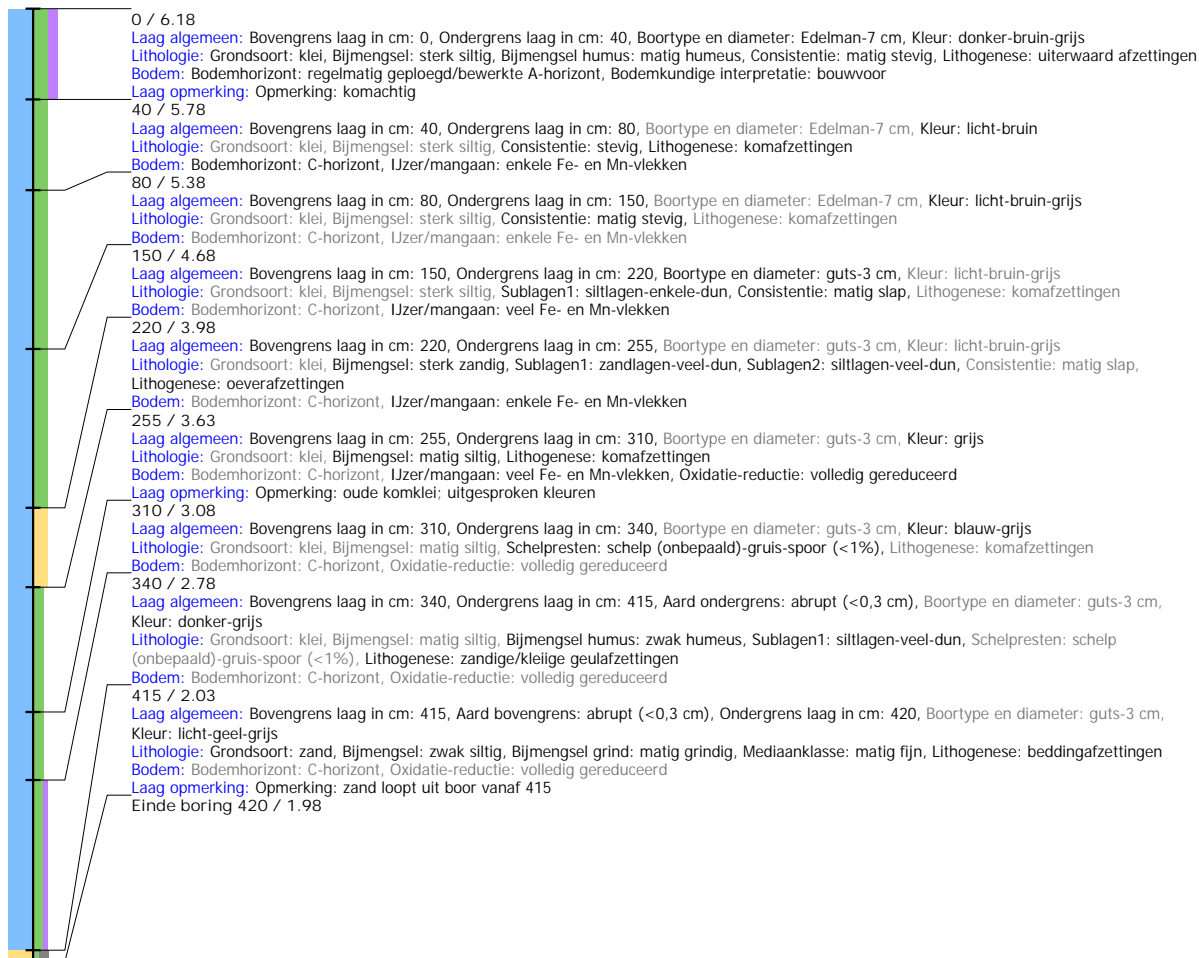 0 / 6.18
Laag algemeen: Bovengrens laag in cm: 0, Ondergrens laag in cm: 40, Boortype en diameter: Edelman-7 cm, Kleur: donker-bruin-grijs
Lithologie: Grondsoort: klei, Bijmengsel: sterk siltig, Bijmengsel humus: matig humeus, Consistentie: matig stevig, Lithogenese: uiterwaard afzettingen
Bodem: Bodemhorizont: regelmatig geploegd/bewerkte A-horizont, Bodemkundige interpretatie: bouwvoor
Laag opmerking: Opmerking: komachtig
40 / 5.78
Laag algemeen: Bovengrens laag in cm: 40, Ondergrens laag in cm: 80, Boortype en diameter: Edelman-7 cm, Kleur: licht-bruin
Lithologie: Grondsoort: klei, Bijmengsel: sterk siltig, Consistentie: stevig, Lithogenese: komafzettingen
Bodem: Bodemhorizont: C-horizont, IJzer/mangaan: enkele Fe- en Mn-vlekken
80 / 5.38
Laag algemeen: Bovengrens laag in cm: 80, Ondergrens laag in cm: 150, Boortype en diameter: Edelman-7 cm, Kleur: licht-bruin-grijs
Lithologie: Grondsoort: klei, Bijmengsel: sterk siltig, Consistentie: matig stevig, Lithogenese: komafzettingen
Bodem: Bodemhorizont: C-horizont, IJzer/mangaan: enkele Fe- en Mn-vlekken
150 / 4.68
Laag algemeen: Bovengrens laag in cm: 150, Ondergrens laag in cm: 220, Boortype en diameter: guts-3 cm, Kleur: licht-bruin-grijs
Lithologie: Grondsoort: klei, Bijmengsel: sterk siltig, Sublagen1: siltlagen-enkele-dun, Consistentie: matig slap, Lithogenese: komafzettingen
Bodem: Bodemhorizont: C-horizont, IJzer/mangaan: veel Fe- en Mn-vlekken
220 / 3.98
Laag algemeen: Bovengrens laag in cm: 220, Ondergrens laag in cm: 255, Boortype en diameter: guts-3 cm, Kleur: licht-bruin-grijs
Lithologie: Grondsoort: klei, Bijmengsel: sterk zandig, Sublagen1: zandlagen-veel-dun, Sublagen2: siltlagen-veel-dun, Consistentie: matig slap,
Lithogenese: oeverafzettingen
Bodem: Bodemhorizont: C-horizont, IJzer/mangaan: enkele Fe- en Mn-vlekken
255 / 3.63
Laag algemeen: Bovengrens laag in cm: 255, Ondergrens laag in cm: 310, Boortype en diameter: guts-3 cm, Kleur: grijs
Lithologie: Grondsoort: klei, Bijmengsel: matig siltig, Lithogenese: komafzettingen
Bodem: Bodemhorizont: C-horizont, IJzer/mangaan: veel Fe- en Mn-vlekken, Oxidatie-reductie: volledig gereduceerd
Laag opmerking: Opmerking: oude komklei; uitgesproken kleuren
310 / 3.08
Laag algemeen: Bovengrens laag in cm: 310, Ondergrens laag in cm: 340, Boortype en diameter: guts-3 cm, Kleur: blauw-grijs
Lithologie: Grondsoort: klei, Bijmengsel: matig siltig, Schelpresten: schelp (onbepaald)-gruis-spoor (<1%), Lithogenese: komafzettingen
Bodem: Bodemhorizont: C-horizont, Oxidatie-reductie: volledig gereduceerd
340 / 2.78
Laag algemeen: Bovengrens laag in cm: 340, Ondergrens laag in cm: 415, Aard ondergrens: abrupt (<0,3 cm), Boortype en diameter: guts-3 cm,
Kleur: donker-grijs
Lithologie: Grondsoort: klei, Bijmengsel: matig siltig, Bijmengsel humus: zwak humeus, Sublagen1: siltlagen-veel-dun, Schelpresten: schelp
(onbepaald)-gruis-spoor (<1%), Lithogenese: zandige/kleiige geulafzettingen
Bodem: Bodemhorizont: C-horizont, Oxidatie-reductie: volledig gereduceerd
415 / 2.03
Laag algemeen: Bovengrens laag in cm: 415, Aard bovengrens: abrupt (<0,3 cm), Ondergrens laag in cm: 420, Boortype en diameter: guts-3 cm,
Kleur: licht-geel-grijs
Lithologie: Grondsoort: zand, Bijmengsel: zwak siltig, Bijmengsel grind: matig grindig, Mediaanklasse: matig fijn, Lithogenese: beddingafzettingen
Bodem: Bodemhorizont: C-horizont, Oxidatie-reductie: volledig gereduceerd
Laag opmerking: Opmerking: zand loopt uit boor vanaf 415
Einde boring 420 / 1.98